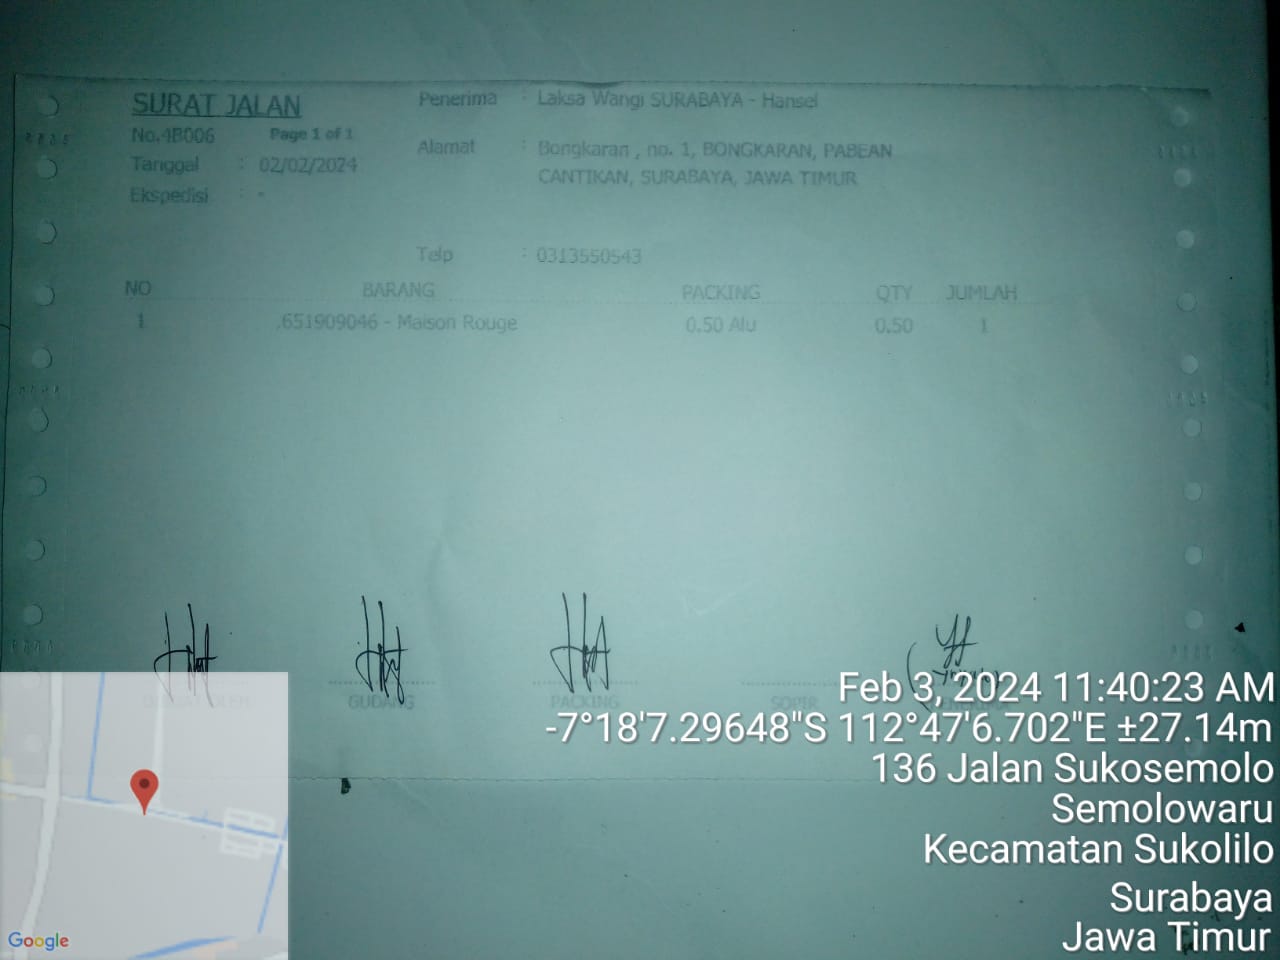 SURAT JALAN
No.4B006 Page 1 of 1
Tanggal : 02/02/2024
Ekspedisi : -
Penerima : Laksa Wangi SURABAYA - Hansel
Alamat : Bongkaran , no. 1, BONGKARAN, PABEAN
CANTIKAN, SURABAYA, JAWA TIMUR
Telp : 0313550543
NO BARANG PACKING QTY JUMLAH
1 .651909046 - Maison Rouge 0.50 Alu 0.50 1
GUDANG PACKING SOPIR
Feb 3, 2024 11:40:23 AM
-7°18'7.29648"S 112°47'6.702"E ±27.14m
136 Jalan Sukosemolo
Semolowaru
Kecamatan Sukolilo
Surabaya
Jawa Timur
Google